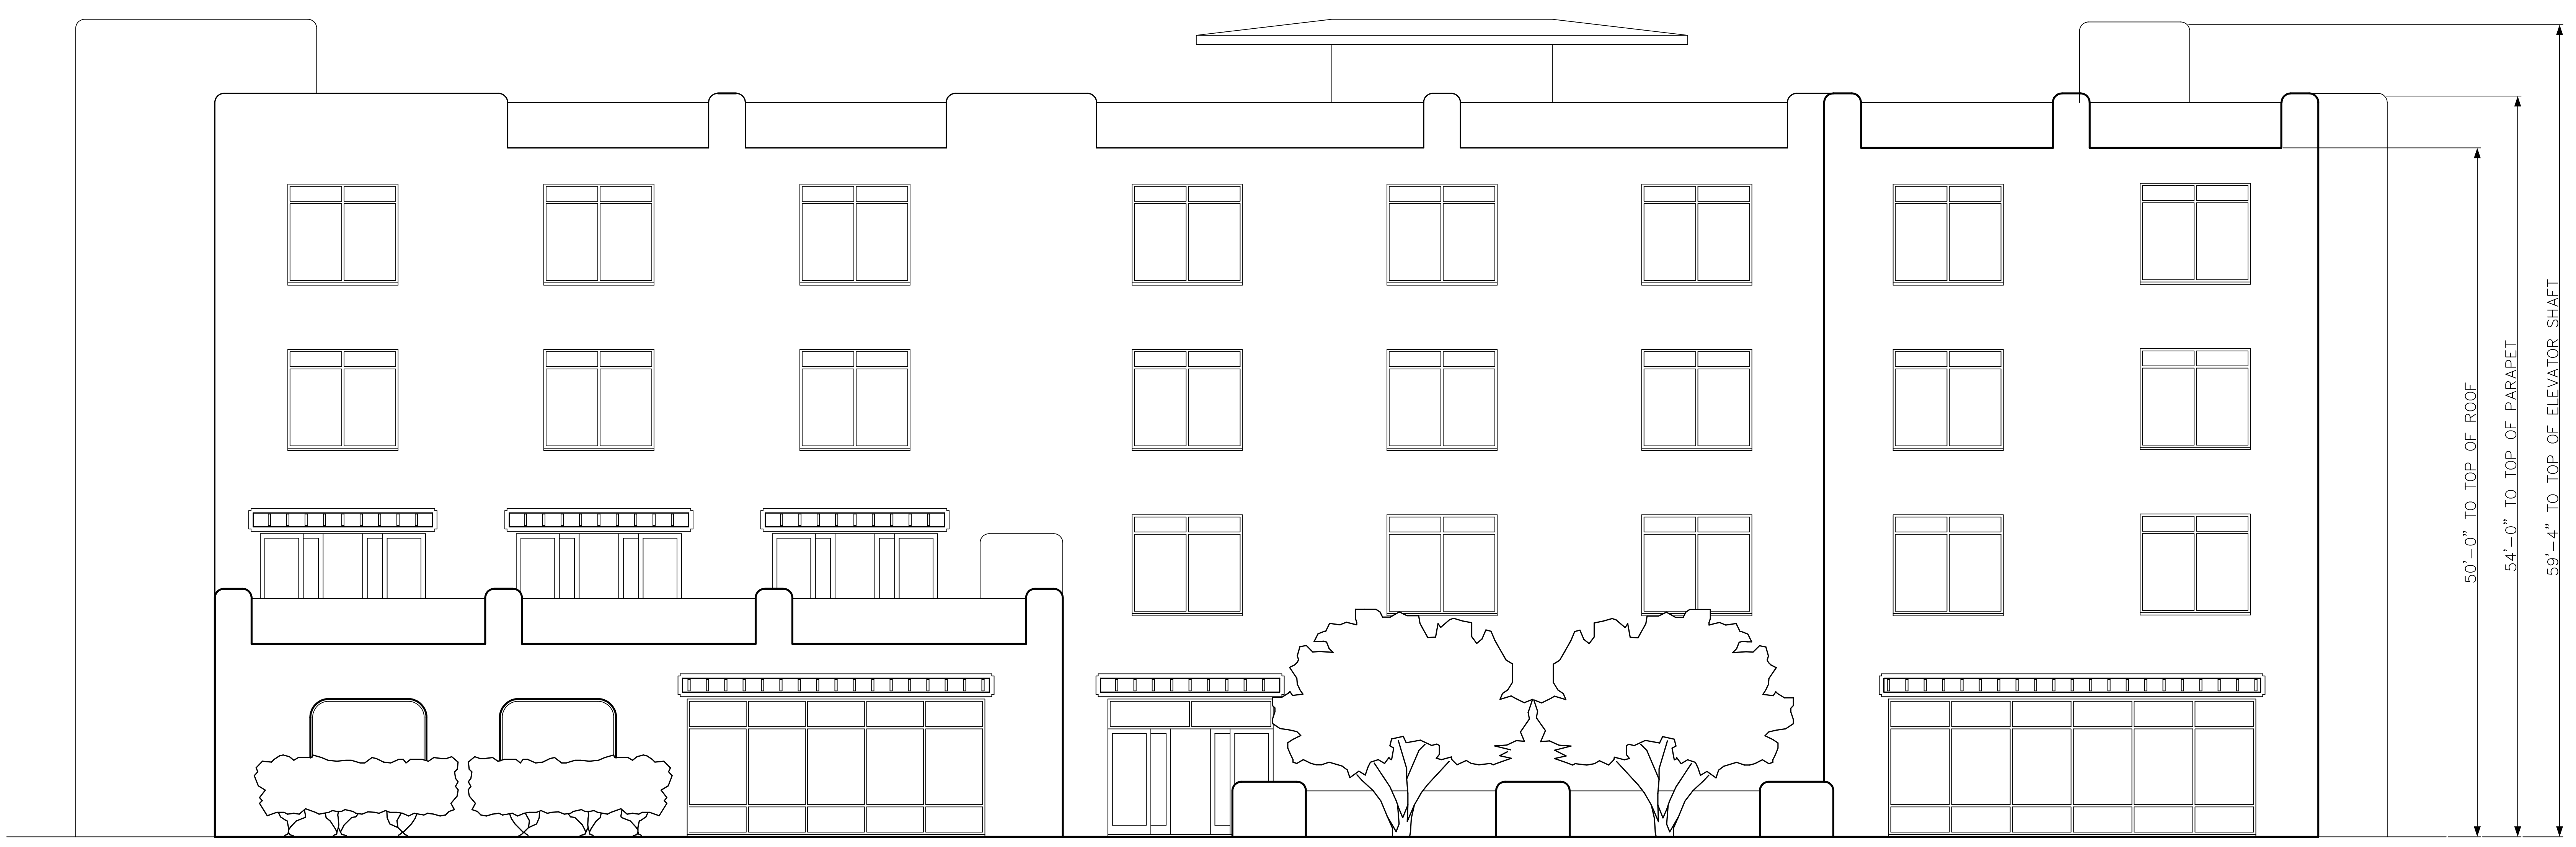 50'-0" TO TOP OF ROOF
54'-0" TO TOP OF PARAPET
59'-4" TO TOP OF ELEVATOR SHAFT